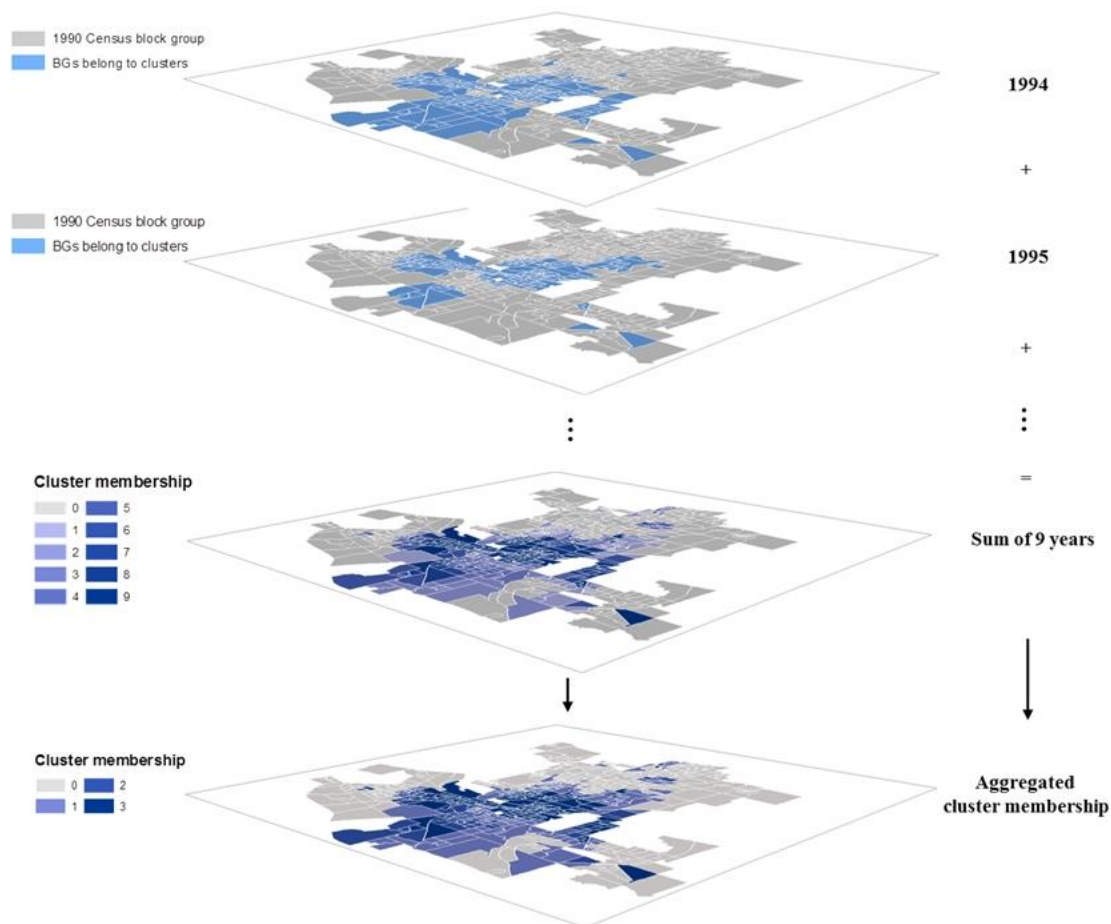 1990 Census block group
BGs belong to clusters
1994
+
1990 Census block group
BGs belong to clusters
1995
+
⋮
⋮
Cluster membership
0 5
1 6
2 7
3 8
4 9
=
Sum of 9 years
Cluster membership
0 2
1 3
Aggregated
cluster membership